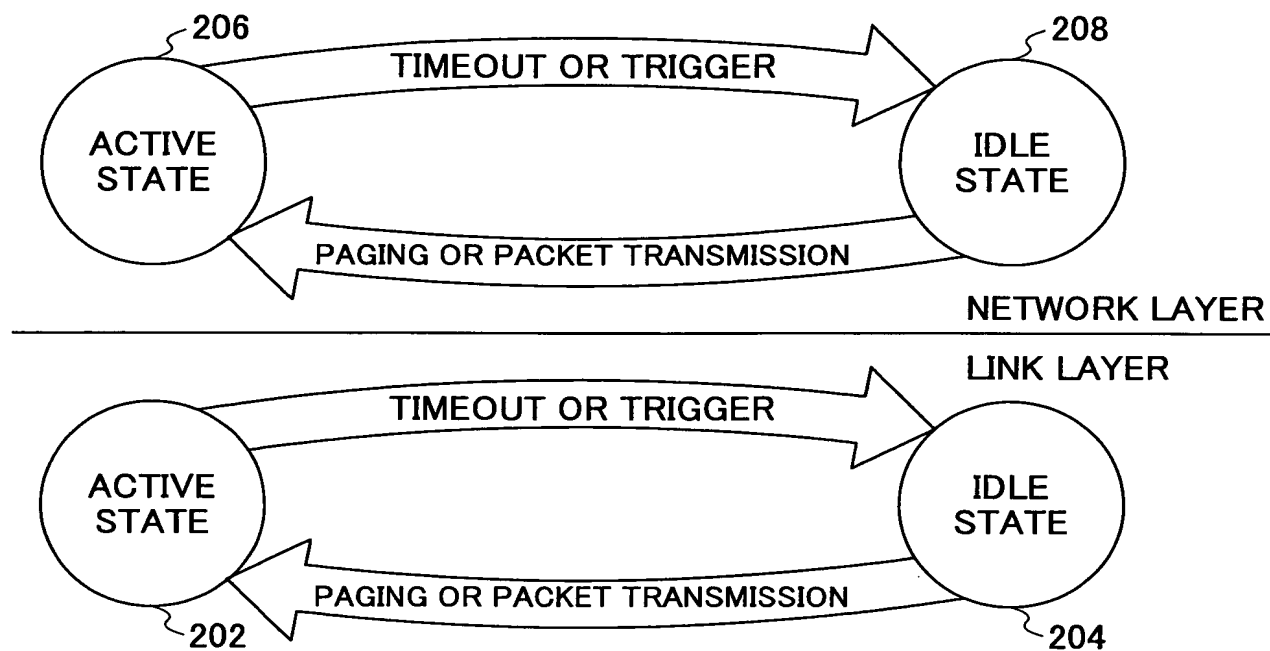 206
208
TIMEOUT OR TRIGGER
ACTIVE
STATE
IDLE
STATE
PAGING OR PACKET TRANSMISSION
NETWORK LAYER
LINK LAYER
TIMEOUT OR TRIGGER
ACTIVE
STATE
IDLE
STATE
PAGING OR PACKET TRANSMISSION
202
204